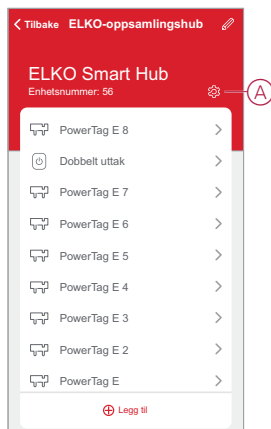 Tilbake ELKO-oppsamlingshub
ELKO Smart Hub
Enhetsnummer: 56
A
PowerTag E 8
Dobbelt uttak
PowerTag E 7
PowerTag E 6
PowerTag E 5
PowerTag E 4
PowerTag E 3
PowerTag E 2
PowerTag E
Legg til